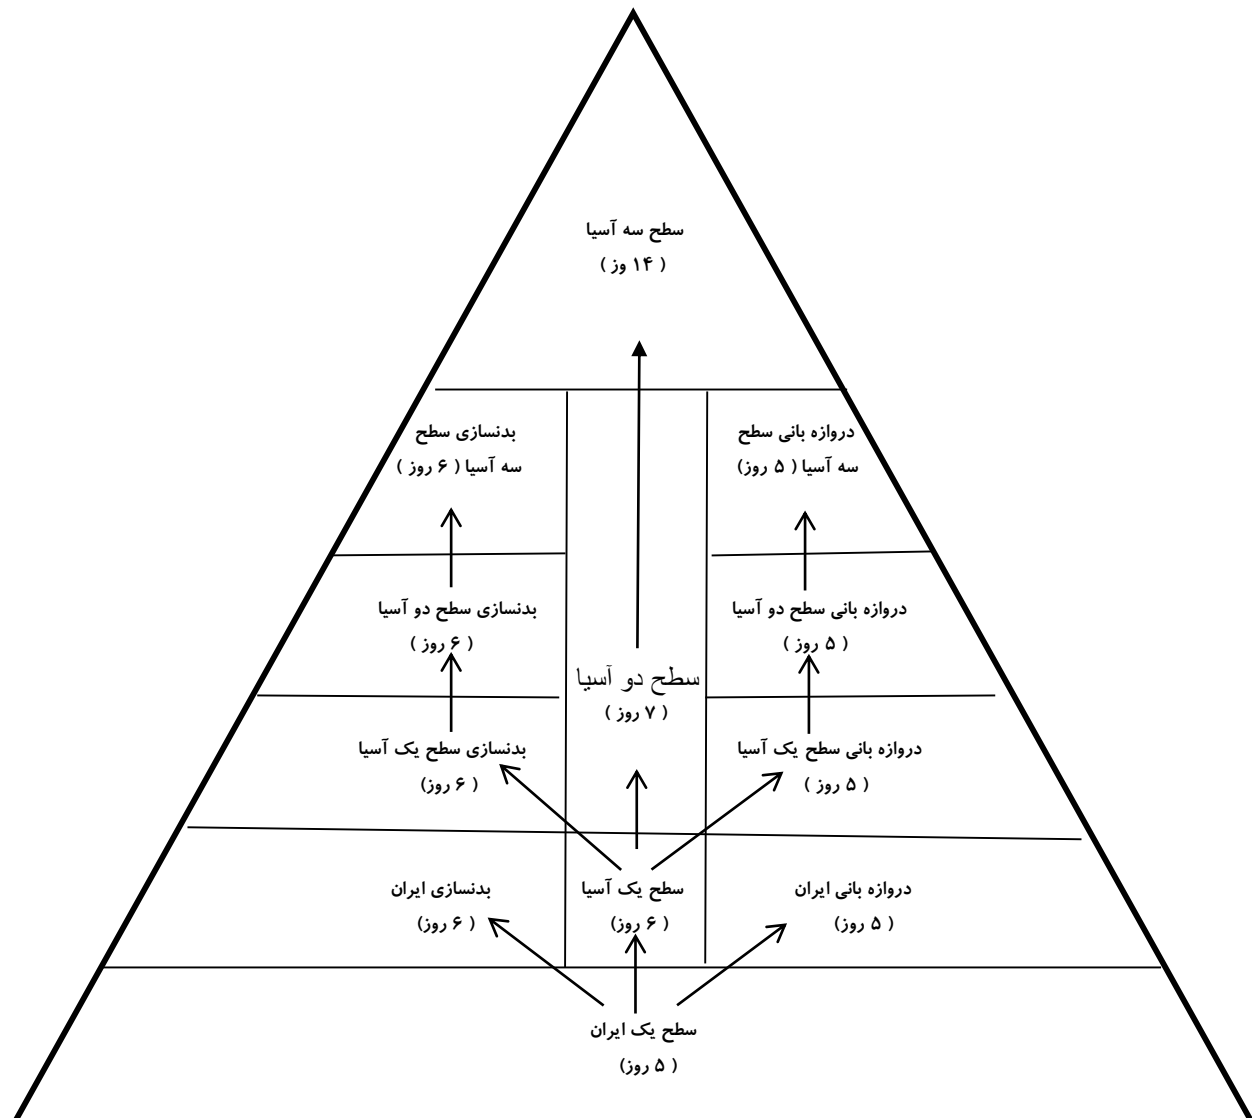 سطح سه آسیا
( ۱۴ وز )
دروازه بانی سطح
سه آسیا ( ۵ روز)
بدنسازی سطح
سه آسیا ( ۶ روز )
دروازه بانی سطح دو آسیا
( ۵ روز )
بدنسازی سطح دو آسیا
( ۶ روز )
سطح دو آسیا
( ۷ روز )
دروازه بانی سطح یک آسیا
( ۵ روز )
بدنسازی سطح یک آسیا
( ۶ روز)
دروازه بانی ایران
( ۵ روز)
سطح یک آسیا
( ۶ روز)
بدنسازی ایران
( ۶ روز)
سطح یک ایران
( ۵ روز)